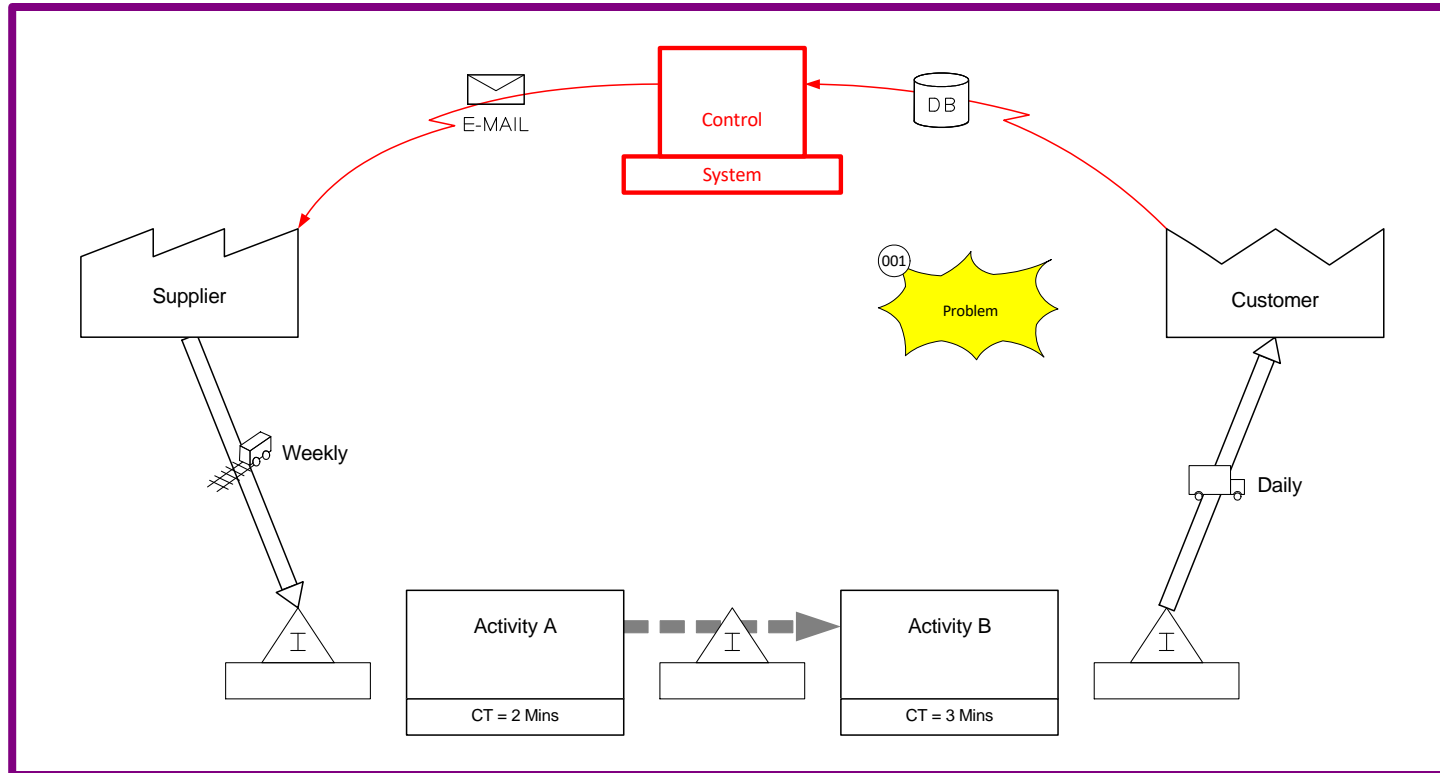 E-MAIL
Control
System
DB
Supplier
001
Problem
Customer
Weekly
Daily
I
Activity A
CT = 2 Mins
I
Activity B
CT = 3 Mins
I